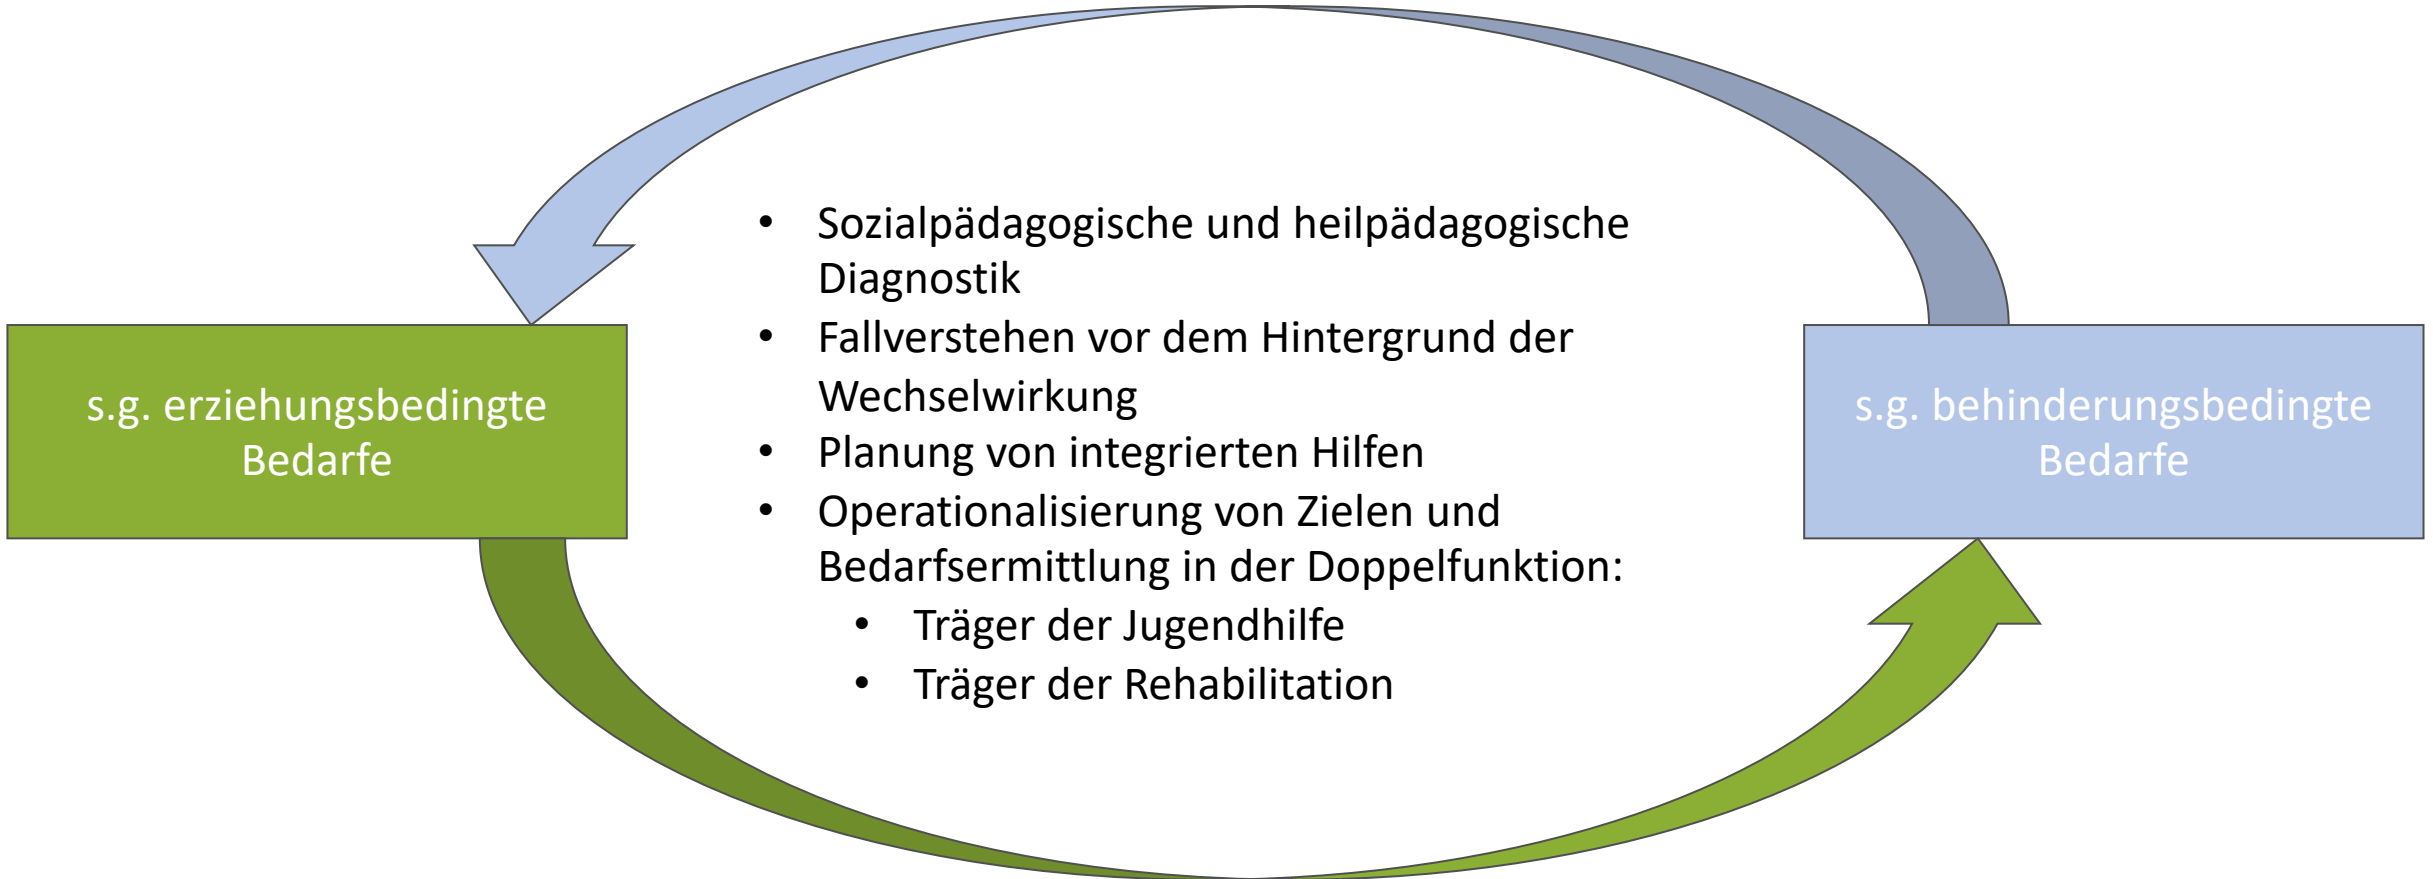 s.g. erziehungsbedingte
Bedarfe
• Sozialpädagogische und heilpädagogische
Diagnostik
• Fallverstehen vor dem Hintergrund der
Wechselwirkung
• Planung von integrierten Hilfen
• Operationalisierung von Zielen und
Bedarfsermittlung in der Doppelfunktion:
• Träger der Jugendhilfe
• Träger der Rehabilitation
s.g. behinderungsbedingte
Bedarfe